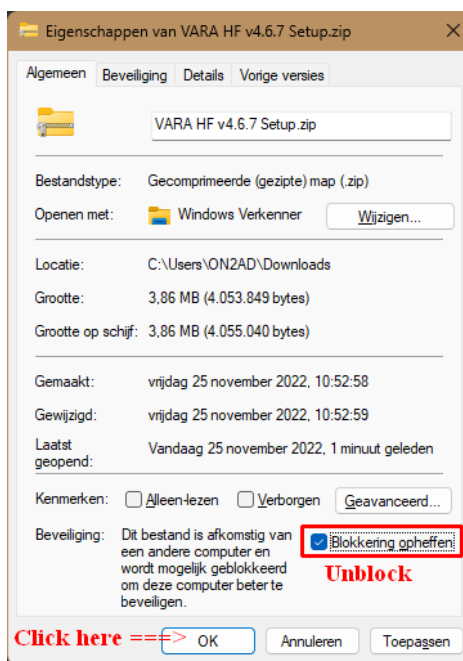 Eigenschappen van VARA HF v4.6.7 Setup.zip
Algemeen Beveiliging Details Vorige versies
VARA HF v4.6.7 Setup.zip
Bestandstype: Gecomprimeerde (gezipte) map (.zip)
Openen met: Windows Verkenner Wijzigen...
Locatie: C:\Users\ON2AD\Downloads
Grootte: 3,86 MB (4.053.849 bytes)
Grootte op schijf: 3,86 MB (4.055.040 bytes)
Gemaakt: vrijdag 25 november 2022, 10:52:58
Gewijzigd: vrijdag 25 november 2022, 10:52:59
Laatst
geopend:
Vandaag 25 november 2022, 1 minuut geleden
Kenmerken: Alleen-lezen Verborgen Geavanceerd...
Beveiliging:
Dit bestand is afkomstig van
een andere computer en
wordt mogelijk geblokkeerd
om deze computer beter te
beveiligen.
Blokkering opheffen
Unblock
Click here ===> OK Annuleren Toepassen